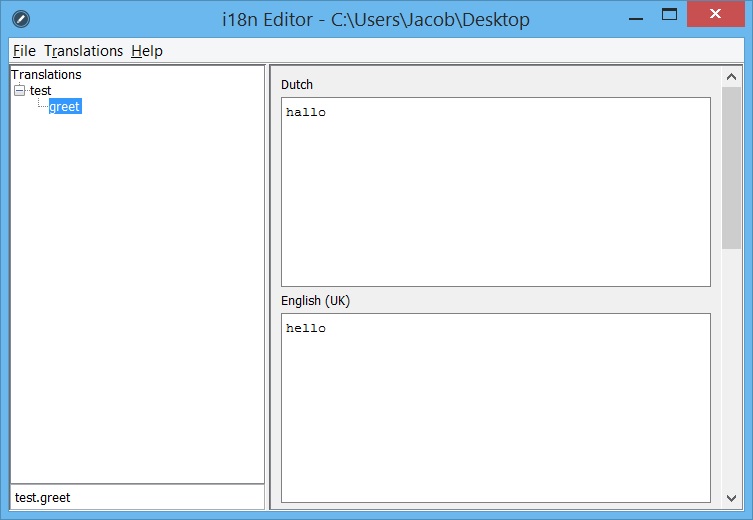 i18n Editor - C:\Users\Jacob\Desktop
File Translations Help
Translations
test
greet
test.greet
Dutch
hallo
English (UK)
hello